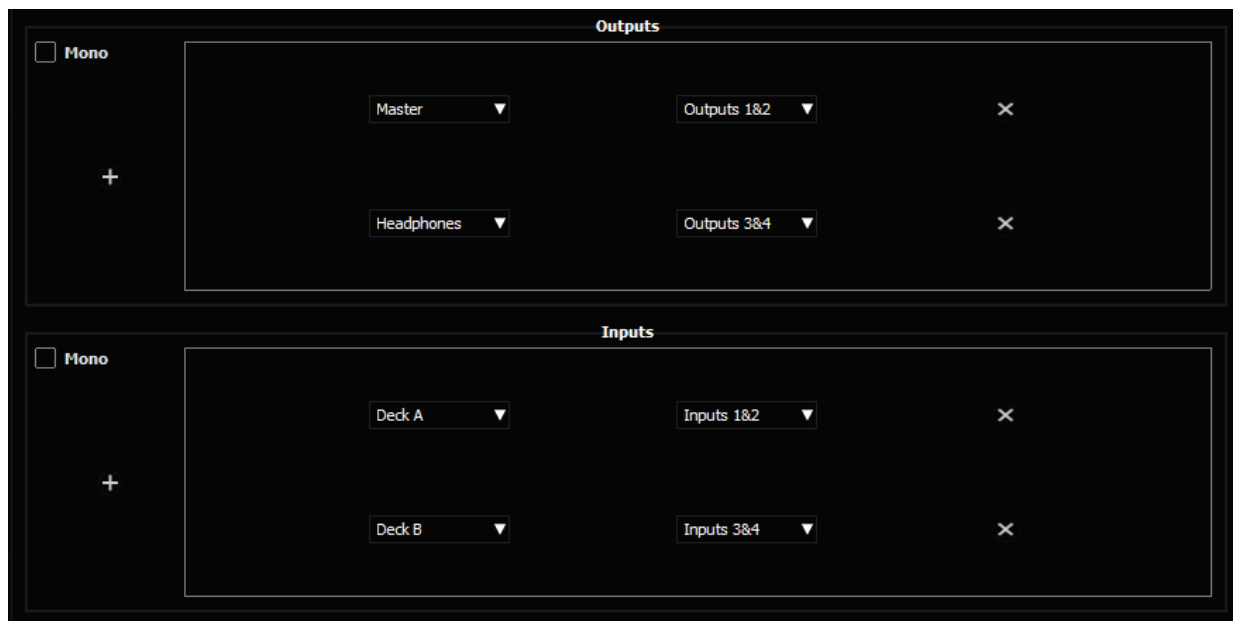 Outputs
Mono
Master Outputs 1&2
Headphones Outputs 3&4
Inputs
Mono
Deck A Inputs 1&2
Deck B Inputs 3&4